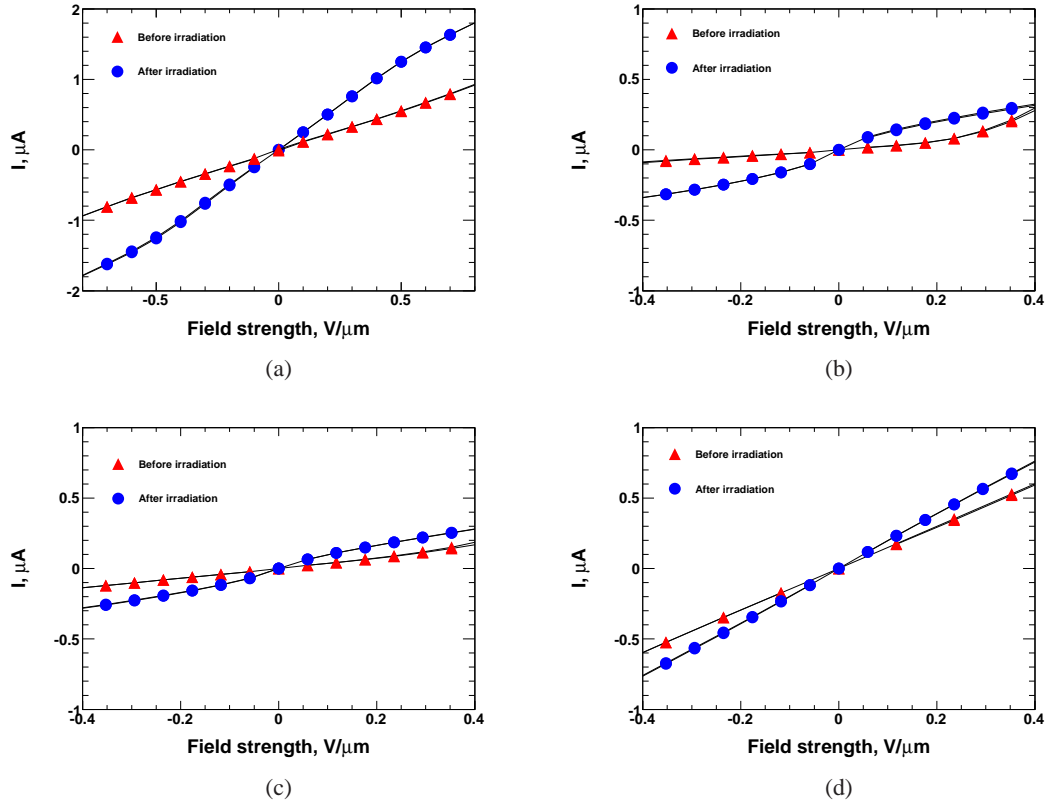 2
1
0
-1
-2
-0.5
0
0.5
Before irradiation
After irradiation
I, μA
Field strength, V/μm
(a)
1
0.5
0
-0.5
-1
-0.4
-0.2
0
0.2
0.4
Before irradiation
After irradiation
I, μA
Field strength, V/μm
(b)
1
0.5
0
-0.5
-1
-0.4
-0.2
0
0.2
0.4
Before irradiation
After irradiation
I, μA
Field strength, V/μm
(c)
1
0.5
0
-0.5
-1
-0.4
-0.2
0
0.2
0.4
Before irradiation
After irradiation
I, μA
Field strength, V/μm
(d)